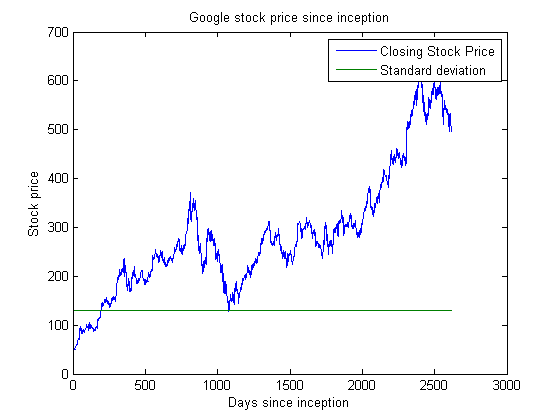 Google stock price since inception
700
600
500
400
300
200
100
0
Stock price
Closing Stock Price
Standard deviation
0 500 1000 1500 2000 2500 3000
Days since inception